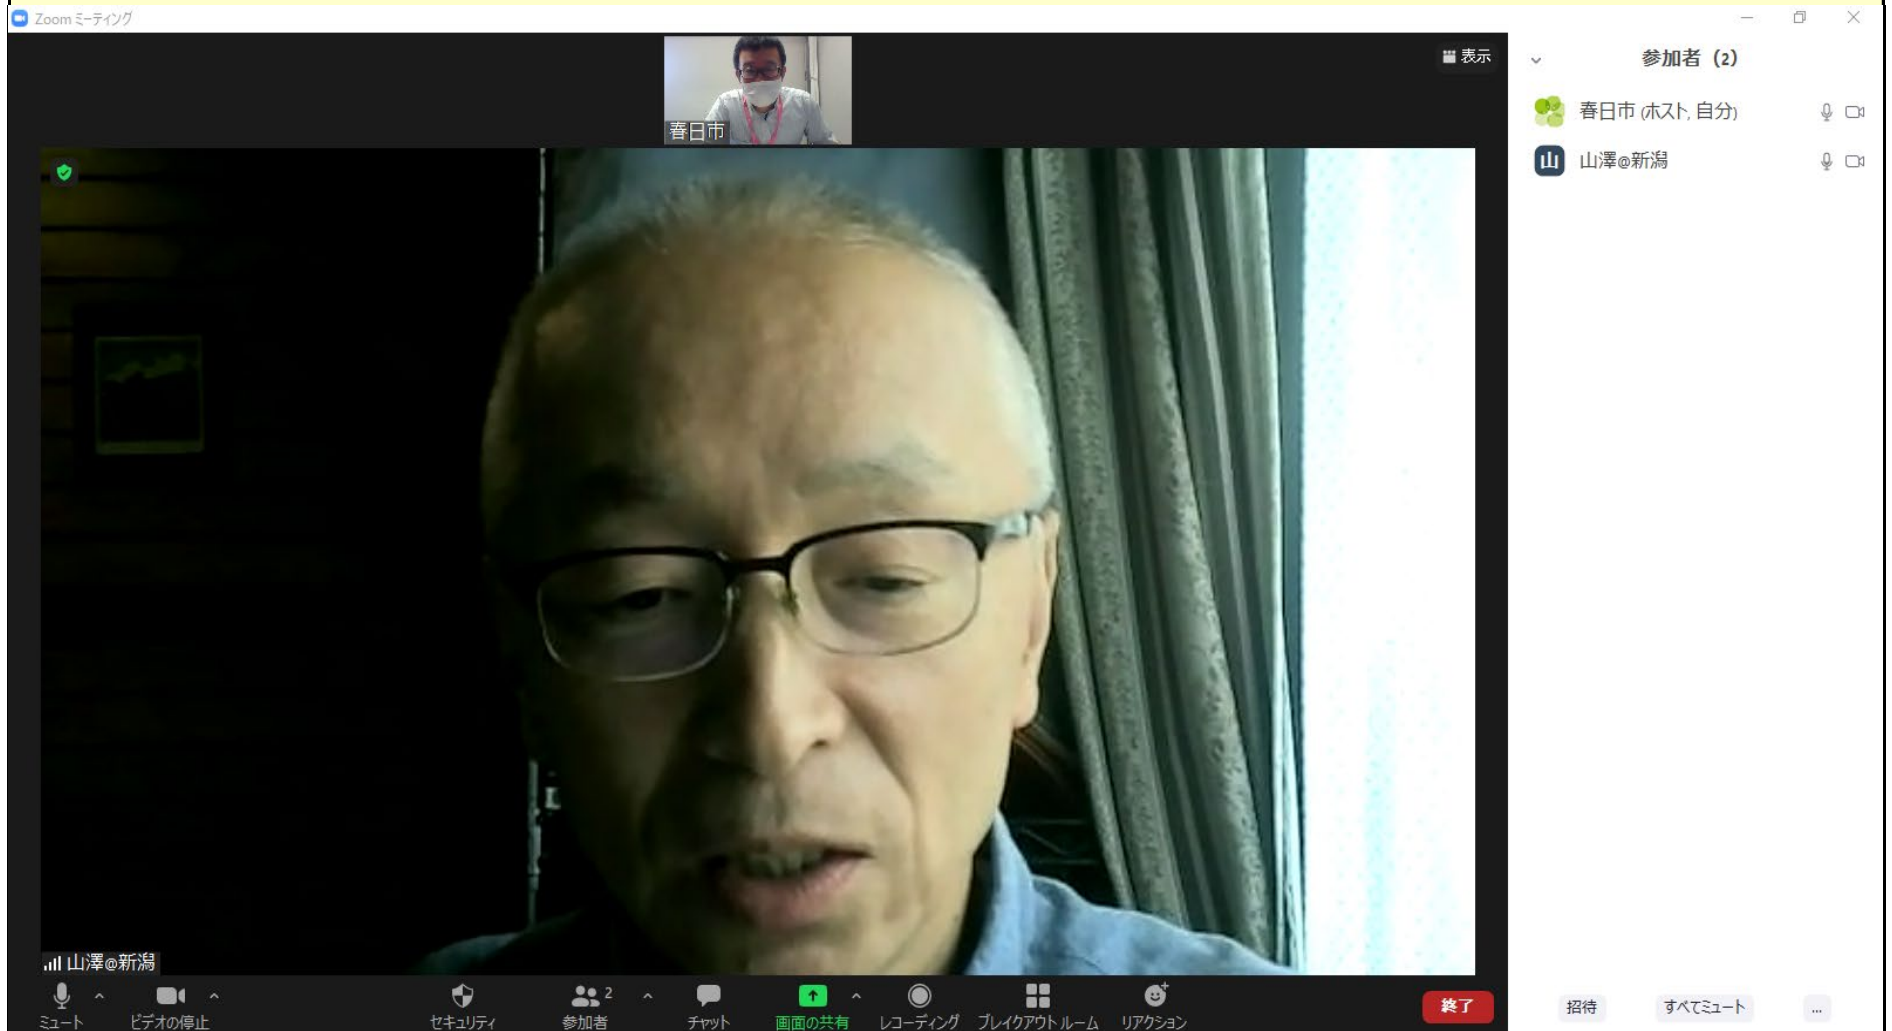 Zoom ミーティング
春日市
表示
参加者 (2)
春日市 (ホスト, 自分)
山 山澤@新潟
山澤@新潟
ミュート
ビデオの停止
セキュリティ
2
参加者
チャット
画面の共有
レコーディング
ブレイクアウト ルーム
リアクション
終了
招待
すべてミュート
...